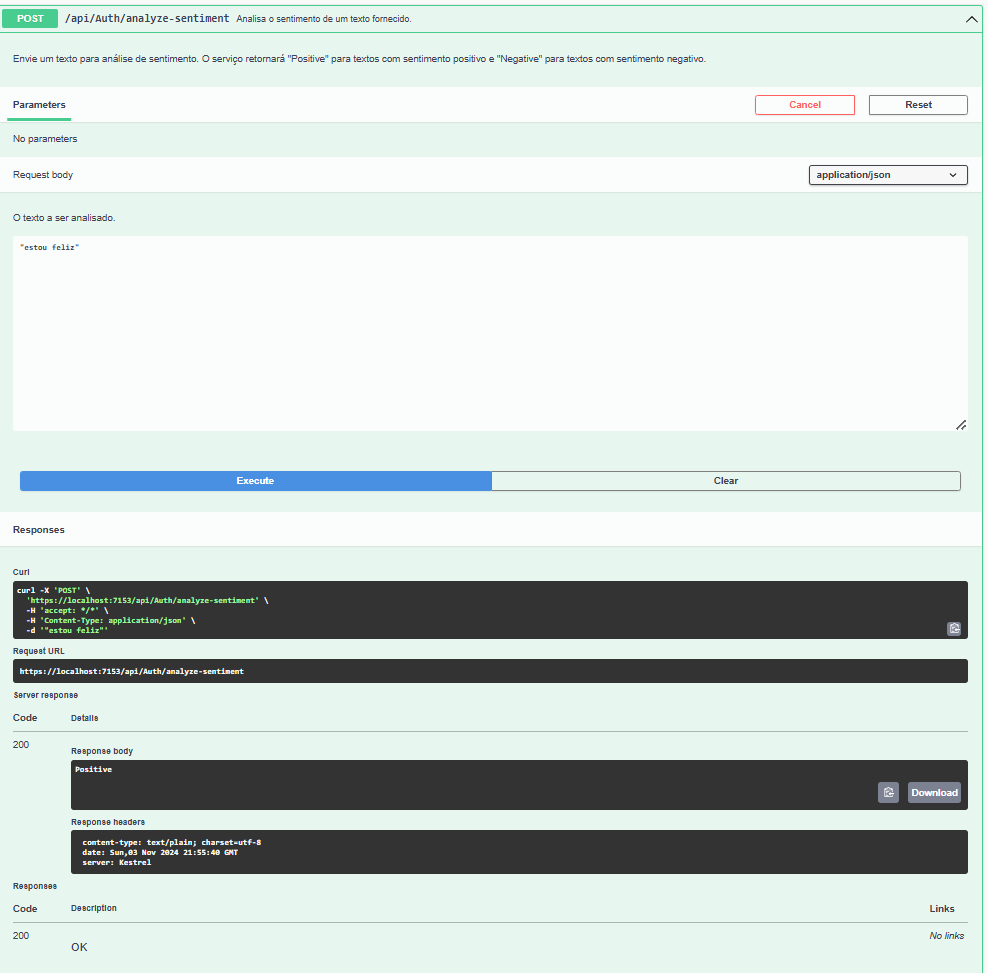 POST /api/Auth/analyze-sentiment Analisa o sentimento de um texto fornecido.
Envie um texto para análise de sentimento. O serviço retornará "Positive" para textos com sentimento positivo e "Negative" para textos com sentimento negativo.
Parameters Cancel Reset
No parameters
Request body application/json
O texto a ser analisado.
"estou feliz"
Execute Clear
Responses
Curl
curl -X 'POST' \
'https://localhost:7153/api/Auth/analyze-sentiment' \
-H 'accept: */*' \
-H 'Content-Type: application/json' \
-d '"estou feliz"'
Request URL
https://localhost:7153/api/Auth/analyze-sentiment
Server response
Code Details
200
Response body
Positive
Download
Response headers
content-type: text/plain; charset=utf-8
date: Sun,03 Nov 2024 21:55:40 GMT
server: Kestrel
Responses
Code Description Links
200 No links
OK